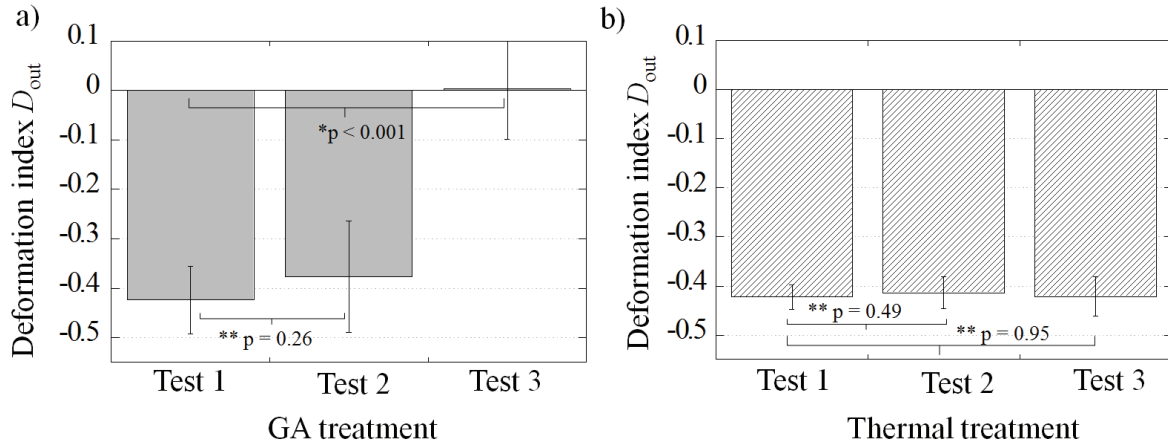 a)
Deformation index D_out
0.1
0
-0.1
-0.2
-0.3
-0.4
-0.5
*p < 0.001
** p = 0.26
Test 1
Test 2
Test 3
GA treatment
b)
Deformation index D_out
0.1
0
-0.1
-0.2
-0.3
-0.4
-0.5
** p = 0.49
** p = 0.95
Test 1
Test 2
Test 3
Thermal treatment